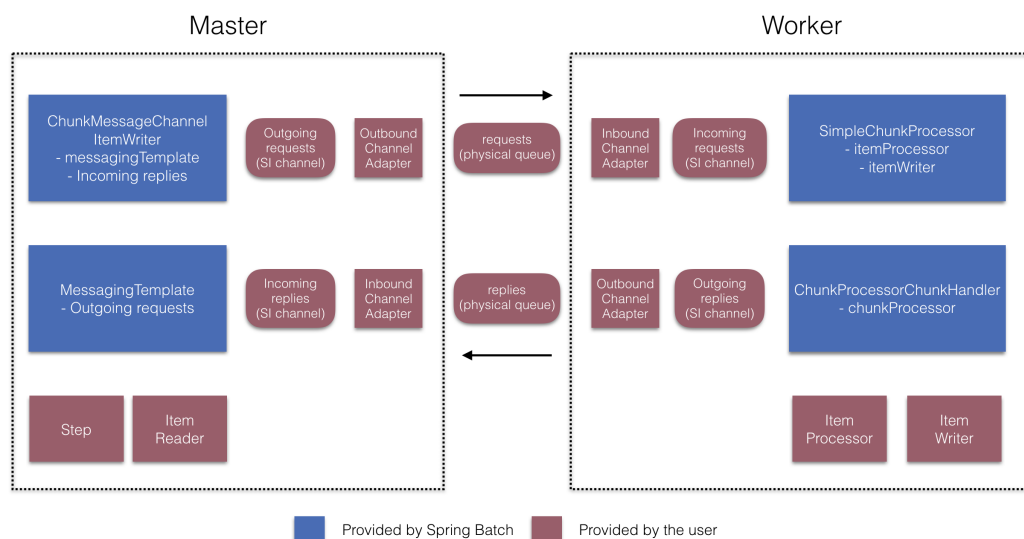 Master
Worker
ChunkMessageChannel
ItemWriter
- messagingTemplate
- Incoming replies
Outgoing
requests
(SI channel)
Outbound
Channel
Adapter
requests
(physical queue)
Inbound
Channel
Adapter
Incoming
requests
(SI channel)
SimpleChunkProcessor
- itemProcessor
- itemWriter
MessagingTemplate
- Outgoing requests
Incoming
replies
(SI channel)
Inbound
Channel
Adapter
replies
(physical queue)
Outbound
Channel
Adapter
Outgoing
replies
(SI channel)
ChunkProcessorChunkHandler
- chunkProcessor
Step
Item
Reader
Item
Processor
Item
Writer
Provided by Spring Batch
Provided by the user